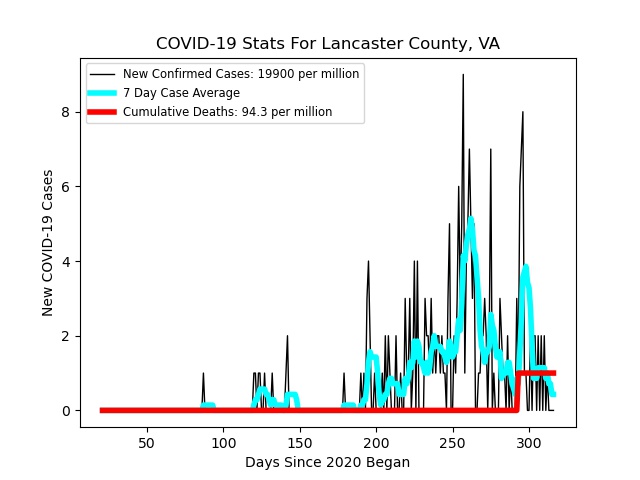 COVID-19 Stats For Lancaster County, VA
New Confirmed Cases: 19900 per million
7 Day Case Average
Cumulative Deaths: 94.3 per million
New COVID-19 Cases
8
6
4
2
0
50 100 150 200 250 300
Days Since 2020 Began